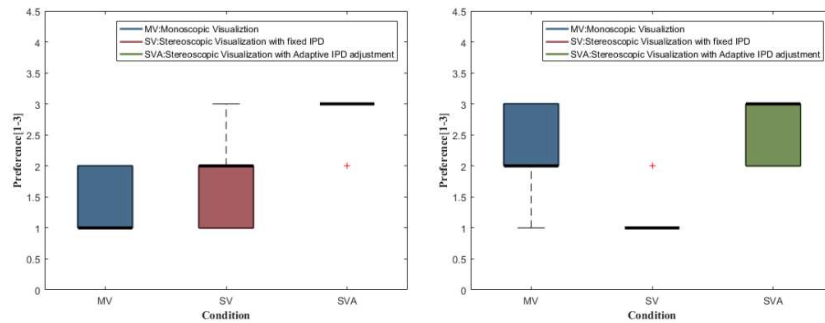 4.5
4
3.5
3
2.5
2
1.5
1
0.5
0
Preference[1-3]
MV:Monoscopic Visualiztion
SV:Stereoscopic Visualization with fixed IPD
SVA:Stereoscopic Visualization with Adaptive IPD adjustment
MV SV SVA
Condition
4.5
4
3.5
3
2.5
2
1.5
1
0.5
0
Preference[1-3]
MV:Monoscopic Visualiztion
SV:Stereoscopic Visualization with fixed IPD
SVA:Stereoscopic Visualization with Adaptive IPD adjustment
MV SV SVA
Condition